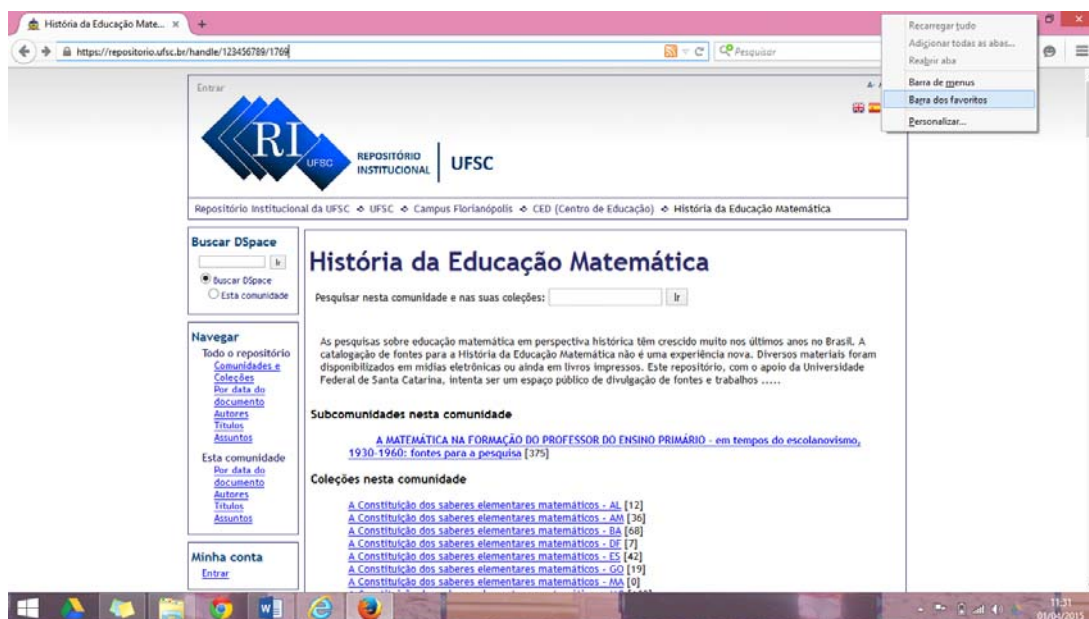 História da Educação Mate...
https://repositorio.ufsc.br/handle/123456789/1769
Pesquisar
Recarregar tudo
Adicionar todas as abas...
Reabrir aba
Barra de menus
Barra dos favoritos
Personalizar...
Entrar
A-
RI
UFSC
REPOSITÓRIO
INSTITUCIONAL
UFSC
Repositório Institucional da UFSC UFSC Campus Florianópolis CED (Centro de Educação) História da Educação Matemática
Buscar DSpace
Ir
Buscar DSpace
Esta comunidade
Navegar
Todo o repositório
Comunidades e
Coleções
Por data do
documento
Autores
Títulos
Assuntos
Esta comunidade
Por data do
documento
Autores
Títulos
Assuntos
Minha conta
Entrar
História da Educação Matemática
Pesquisar nesta comunidade e nas suas coleções:
Ir
As pesquisas sobre educação matemática em perspectiva histórica têm crescido muito nos últimos anos no Brasil. A
catalogação de fontes para a História da Educação Matemática não é uma experiência nova. Diversos materiais foram
disponibilizados em mídias eletrônicas ou ainda em livros impressos. Este repositório, com o apoio da Universidade
Federal de Santa Catarina, intenta ser um espaço público de divulgação de fontes e trabalhos .....
Subcomunidades nesta comunidade
A MATEMÁTICA NA FORMAÇÃO DO PROFESSOR DO ENSINO PRIMÁRIO - em tempos do escolanovismo,
1930-1960: fontes para a pesquisa [375]
Coleções nesta comunidade
A Constituição dos saberes elementares matemáticos - AL [12]
A Constituição dos saberes elementares matemáticos - AM [36]
A Constituição dos saberes elementares matemáticos - BA [68]
A Constituição dos saberes elementares matemáticos - DF [7]
A Constituição dos saberes elementares matemáticos - ES [42]
A Constituição dos saberes elementares matemáticos - GO [19]
A Constituição dos saberes elementares matemáticos - MA [0]
11:31
01/04/2015